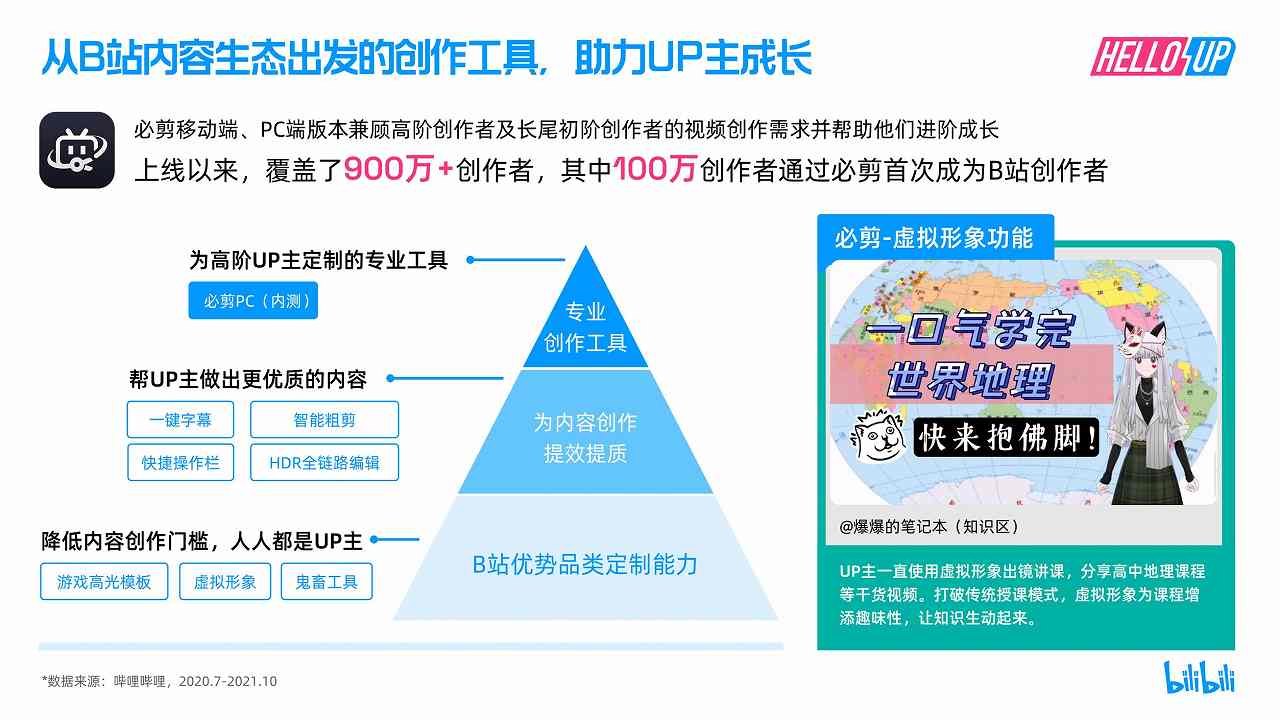 从B站内容生态出发的创作工具，助力UP主成长
HELLO UP
必剪移动端、PC端版本兼顾高阶创作者及长尾初阶创作者的视频创作需求并帮助他们进阶成长
上线以来，覆盖了900万+创作者，其中100万创作者通过必剪首次成为B站创作者
为高阶UP主定制的专业工具
必剪PC（内测）
帮UP主做出更优质的内容
一键字幕
智能粗剪
快捷操作栏
HDR全链路编辑
降低内容创作门槛，人人都是UP主
游戏高光模板
虚拟形象
鬼畜工具
专业
创作工具
为内容创作
提效提质
B站优势品类定制能力
必剪-虚拟形象功能
一口气学完
世界地理
快来抱佛脚！
@爆爆的笔记本（知识区）
UP主一直使用虚拟形象出镜讲课，分享高中地理课程
等干货视频。打破传统授课模式，虚拟形象为课程增
添趣味性，让知识生动起来。
*数据来源：哔哩哔哩，2020.7-2021.10
bilibili